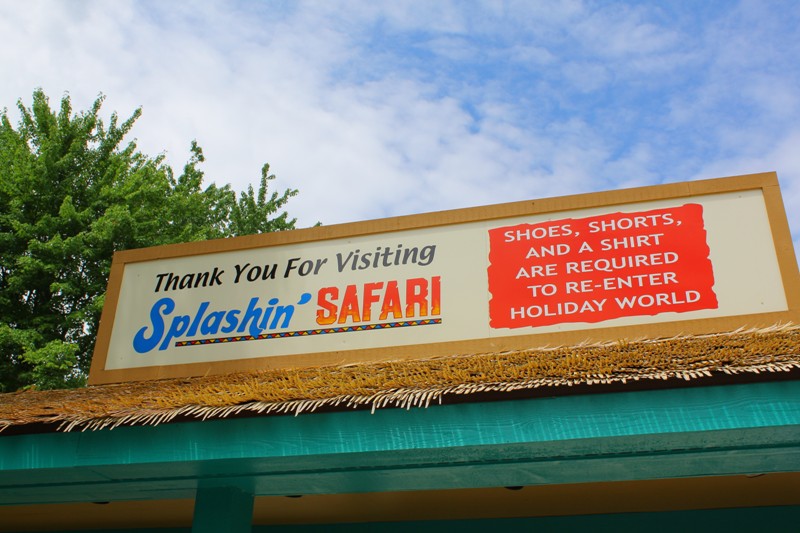 Thank You For Visiting
Splashin' SAFARI
SHOES, SHORTS,
AND A SHIRT
ARE REQUIRED
TO RE-ENTER
HOLIDAY WORLD